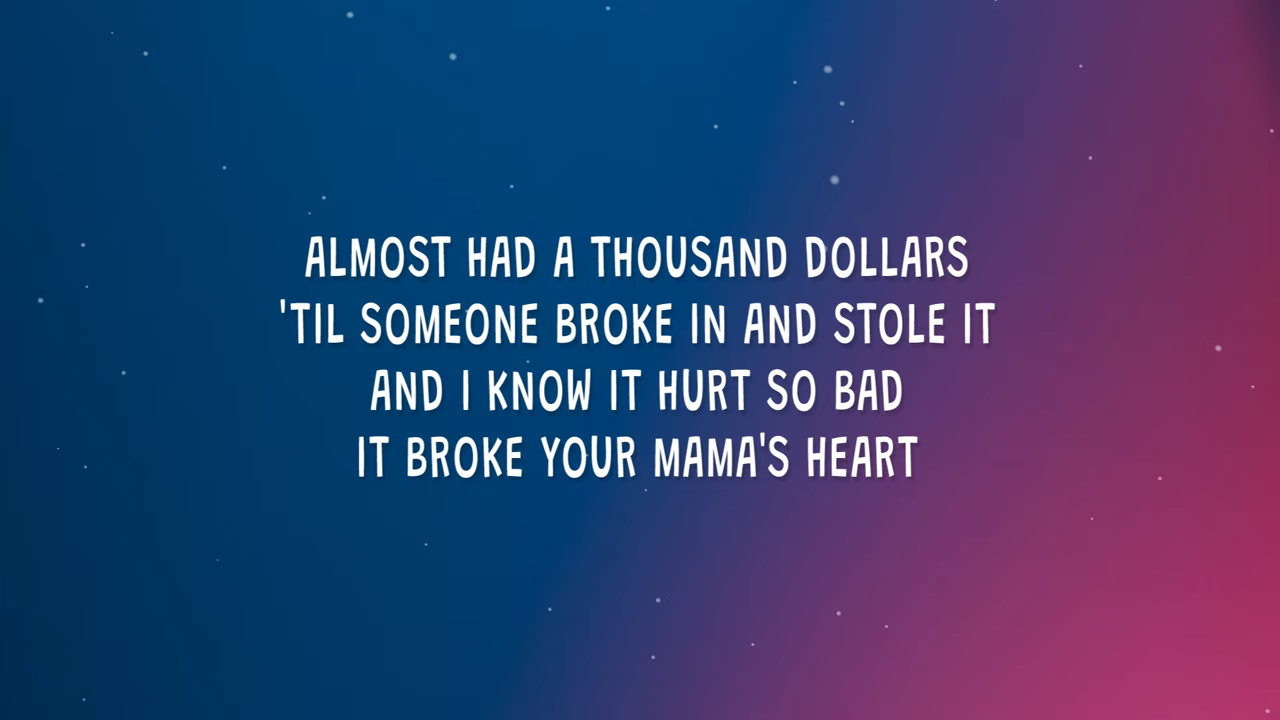 ALMOST HAD A THOUSAND DOLLARS
'TIL SOMEONE BROKE IN AND STOLE IT
AND I KNOW IT HURT SO BAD
IT BROKE YOUR MAMA'S HEART